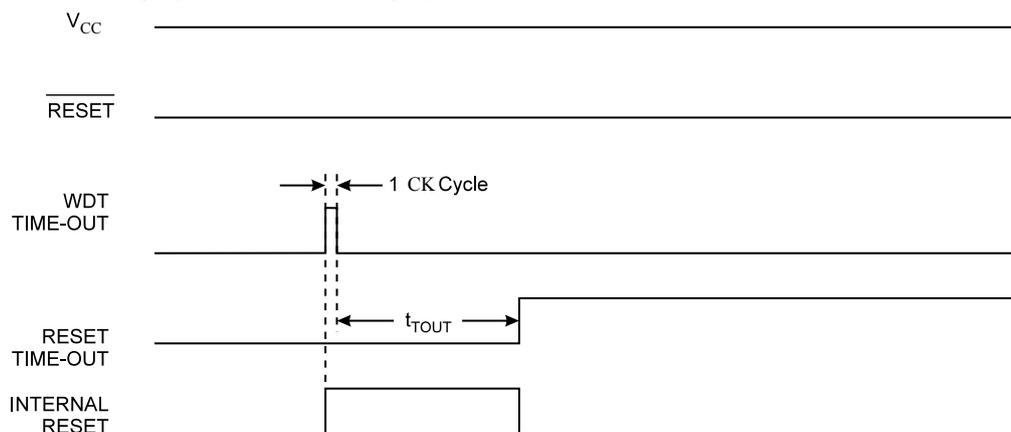 VCC
RESET
WDT
TIME-OUT
1 CK Cycle
RESET
TIME-OUT
tTOUT
INTERNAL
RESET